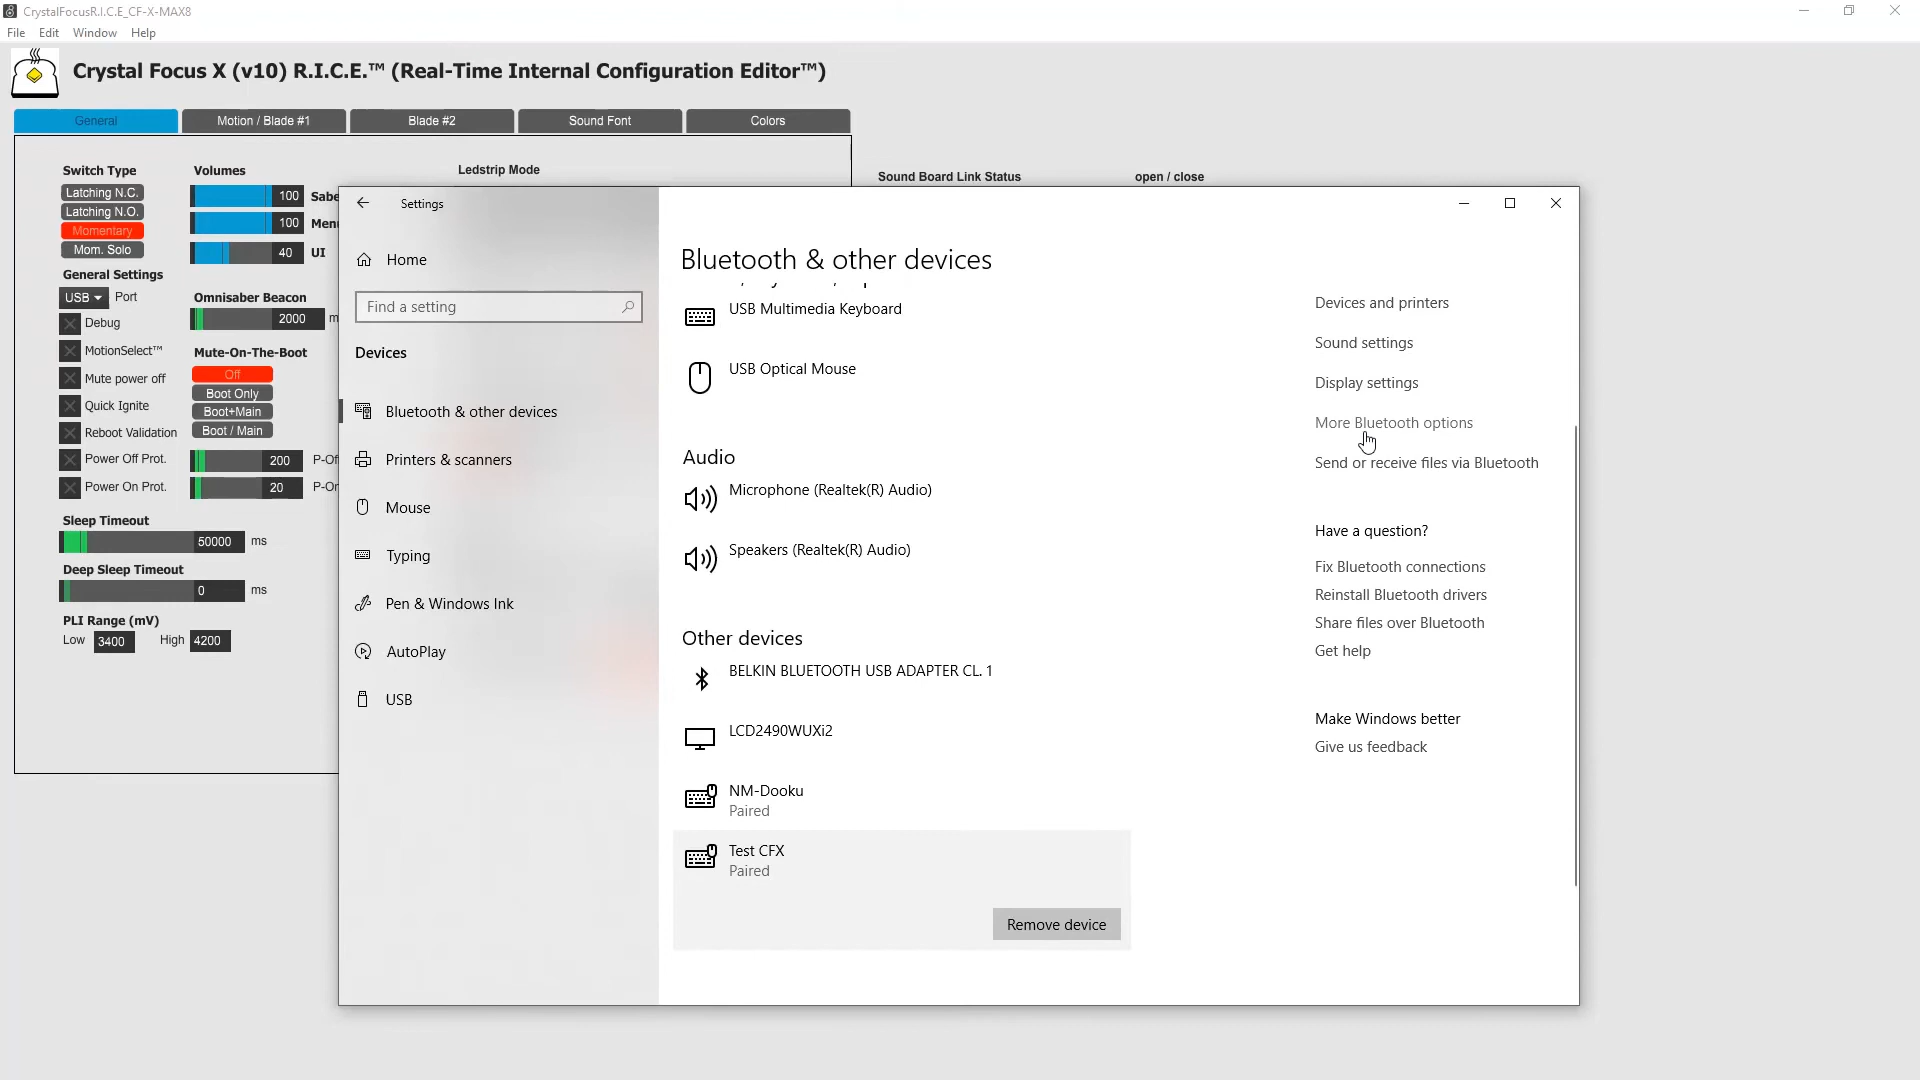 CrystalFocusR.I.C.E_CF-X-MAX8
File Edit Window Help
Crystal Focus X (v10) R.I.C.E.™ (Real-Time Internal Configuration Editor™)
General Motion / Blade #1 Blade #2 Sound Font Colors
Switch Type
Latching N.C.
Latching N.O.
Momentary
Mom. Solo
General Settings
USB Port
Debug
MotionSelect™
Mute power off
Quick Ignite
Reboot Validation
Power Off Prot.
Power On Prot.
Sleep Timeout
50000 ms
Deep Sleep Timeout
0 ms
PLI Range (mV)
Low 3400 High 4200
Volumes
100
100
40 UI
Omnisaber Beacon
2000
Mute-On-The-Boot
Off
Boot Only
Boot+Main
Boot / Main
200
20
Ledstrip Mode
Sound Board Link Status
open / close
Settings
Home
Find a setting
Devices
Bluetooth & other devices
Printers & scanners
Mouse
Typing
Pen & Windows Ink
AutoPlay
USB
Bluetooth & other devices
USB Multimedia Keyboard
USB Optical Mouse
Audio
Microphone (Realtek(R) Audio)
Speakers (Realtek(R) Audio)
Other devices
BELKIN BLUETOOTH USB ADAPTER CL. 1
LCD2490WUXi2
NM-Dooku
Paired
Test CFX
Paired
Remove device
Devices and printers
Sound settings
Display settings
More Bluetooth options
Send or receive files via Bluetooth
Have a question?
Fix Bluetooth connections
Reinstall Bluetooth drivers
Share files over Bluetooth
Get help
Make Windows better
Give us feedback